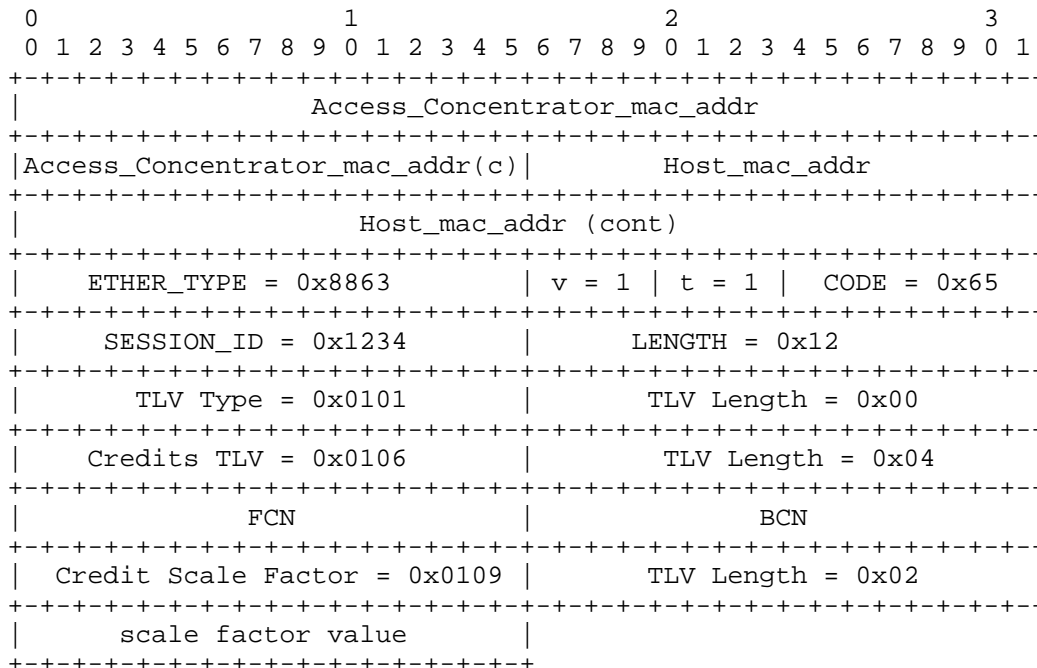 0                   1                   2                   3
0 1 2 3 4 5 6 7 8 9 0 1 2 3 4 5 6 7 8 9 0 1 2 3 4 5 6 7 8 9 0 1
+-+-+-+-+-+-+-+-+-+-+-+-+-+-+-+-+-+-+-+-+-+-+-+-+-+-+-+-+-+-+-+-+-
|                  Access_Concentrator_mac_addr
+-+-+-+-+-+-+-+-+-+-+-+-+-+-+-+-+-+-+-+-+-+-+-+-+-+-+-+-+-+-+-+-+-
|Access_Concentrator_mac_addr(c)|        Host_mac_addr
+-+-+-+-+-+-+-+-+-+-+-+-+-+-+-+-+-+-+-+-+-+-+-+-+-+-+-+-+-+-+-+-+-
|                     Host_mac_addr (cont)
+-+-+-+-+-+-+-+-+-+-+-+-+-+-+-+-+-+-+-+-+-+-+-+-+-+-+-+-+-+-+-+-+-
|    ETHER_TYPE = 0x8863        | v = 1 | t = 1 |  CODE = 0x65
+-+-+-+-+-+-+-+-+-+-+-+-+-+-+-+-+-+-+-+-+-+-+-+-+-+-+-+-+-+-+-+-+-
|     SESSION_ID = 0x1234       |      LENGTH = 0x12
+-+-+-+-+-+-+-+-+-+-+-+-+-+-+-+-+-+-+-+-+-+-+-+-+-+-+-+-+-+-+-+-+-
|       TLV Type = 0x0101       |       TLV Length = 0x00
+-+-+-+-+-+-+-+-+-+-+-+-+-+-+-+-+-+-+-+-+-+-+-+-+-+-+-+-+-+-+-+-+-
|    Credits TLV = 0x0106       |        TLV Length = 0x04
+-+-+-+-+-+-+-+-+-+-+-+-+-+-+-+-+-+-+-+-+-+-+-+-+-+-+-+-+-+-+-+-+-
|              FCN              |              BCN
+-+-+-+-+-+-+-+-+-+-+-+-+-+-+-+-+-+-+-+-+-+-+-+-+-+-+-+-+-+-+-+-+-
|  Credit Scale Factor = 0x0109 |       TLV Length = 0x02
+-+-+-+-+-+-+-+-+-+-+-+-+-+-+-+-+-+-+-+-+-+-+-+-+-+-+-+-+-+-+-+-+-
|      scale factor value       |
+-+-+-+-+-+-+-+-+-+-+-+-+-+-+-+-+